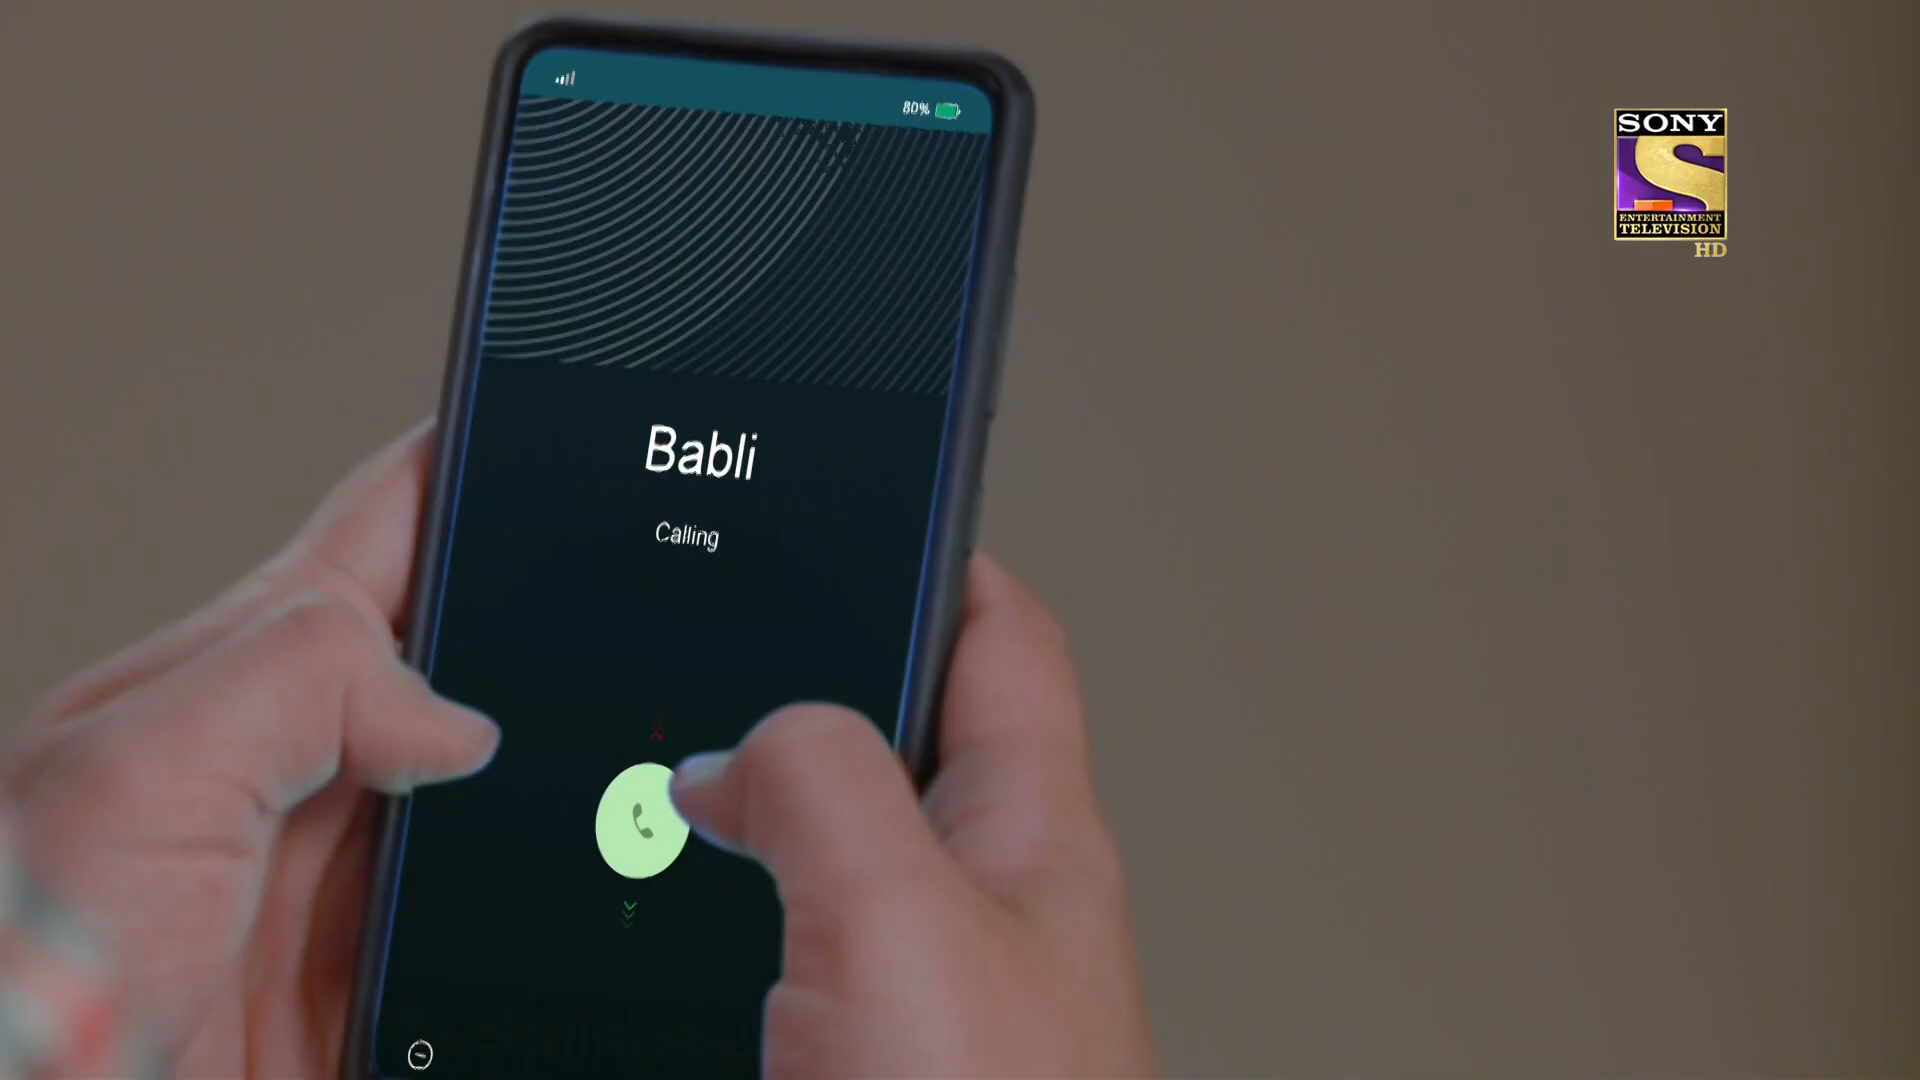 80%
Babli
Calling
SONY
ENTERTAINMENT
TELEVISION
HD